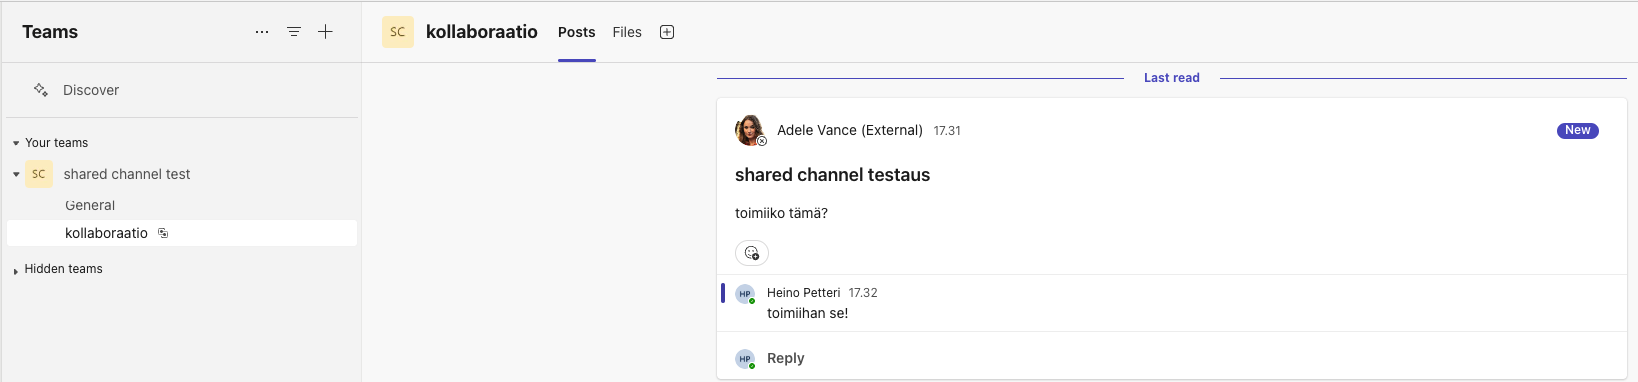 Teams
Discover
Your teams
SC shared channel test
General
kollaboraatio
Hidden teams
SC kollaboraatio Posts Files
Last read
Adele Vance (External) 17.31 New
shared channel testaus
toimiiko tämä?
HP Heino Petteri 17.32
toimiihan se!
HP Reply